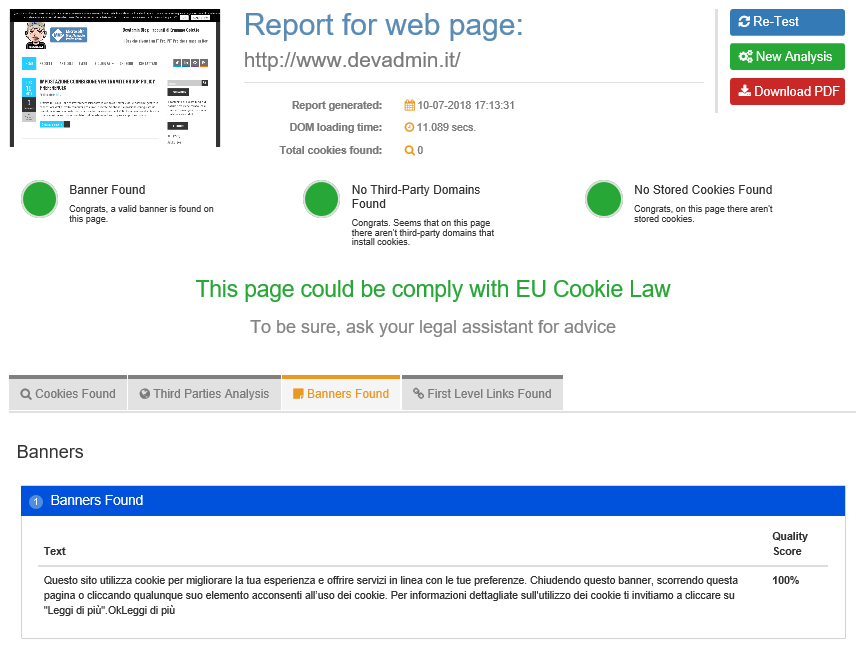 Report for web page:
http://www.devadmin.it/
Report generated: 10-07-2018 17:13:31
DOM loading time: 11.089 secs.
Total cookies found: 0
Re-Test
New Analysis
Download PDF
Banner Found
Congrats, a valid banner is found on
this page.
No Third-Party Domains
Found
Congrats. Seems that on this page
there aren't third-party domains that
install cookies.
No Stored Cookies Found
Congrats, on this page there aren't
stored cookies.
This page could be comply with EU Cookie Law
To be sure, ask your legal assistant for advice
Cookies Found
Third Parties Analysis
Banners Found
First Level Links Found
Banners
1 Banners Found
Text
Quality
Score
Questo sito utilizza cookie per migliorare la tua esperienza e offrire servizi in linea con le tue preferenze. Chiudendo questo banner, scorrendo questa
pagina o cliccando qualunque suo elemento acconsenti all'uso dei cookie. Per informazioni dettagliate sull'utilizzo dei cookie ti invitiamo a cliccare su
"Leggi di più".OkLeggi di più
100%